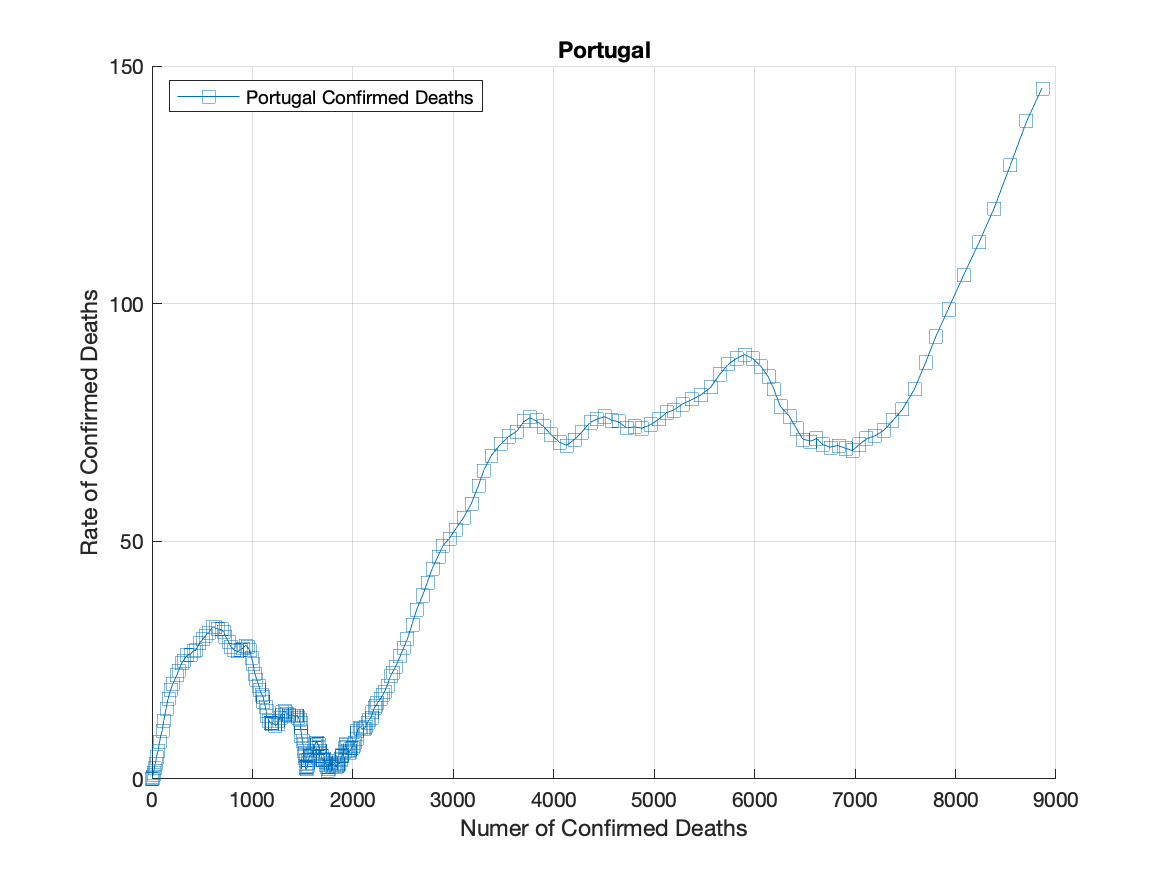 Portugal
Portugal Confirmed Deaths
150
100
50
0
Rate of Confirmed Deaths
0 1000 2000 3000 4000 5000 6000 7000 8000 9000
Numer of Confirmed Deaths